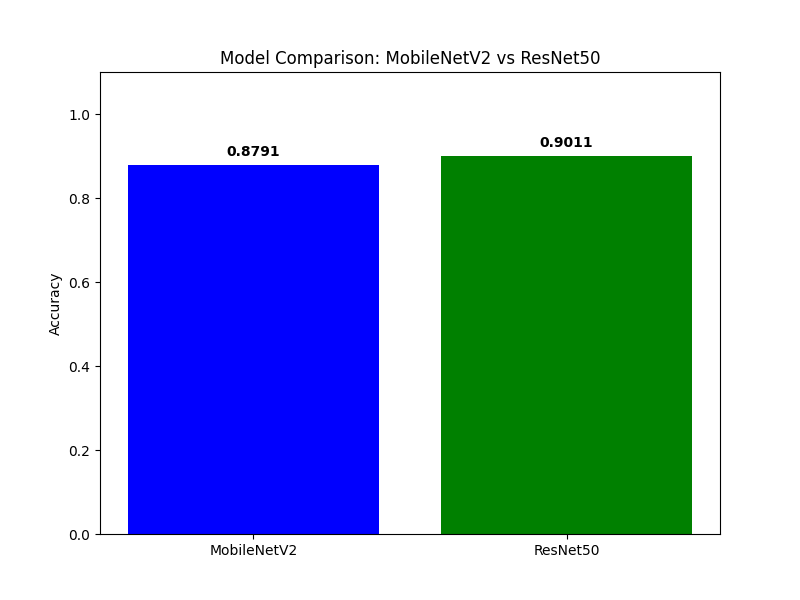 Model Comparison: MobileNetV2 vs ResNet50
1.0
0.8
0.6
0.4
0.2
0.0
Accuracy
0.8791
0.9011
MobileNetV2
ResNet50